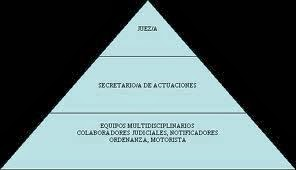 JUEZ/A
SECRETARIO/A DE ACTUACIONES
EQUIPOS MULTIDISCIPLINARIOS
COLABORADORES JUDICIALES, NOTIFICADORES
ORDENANZA, MOTORISTA